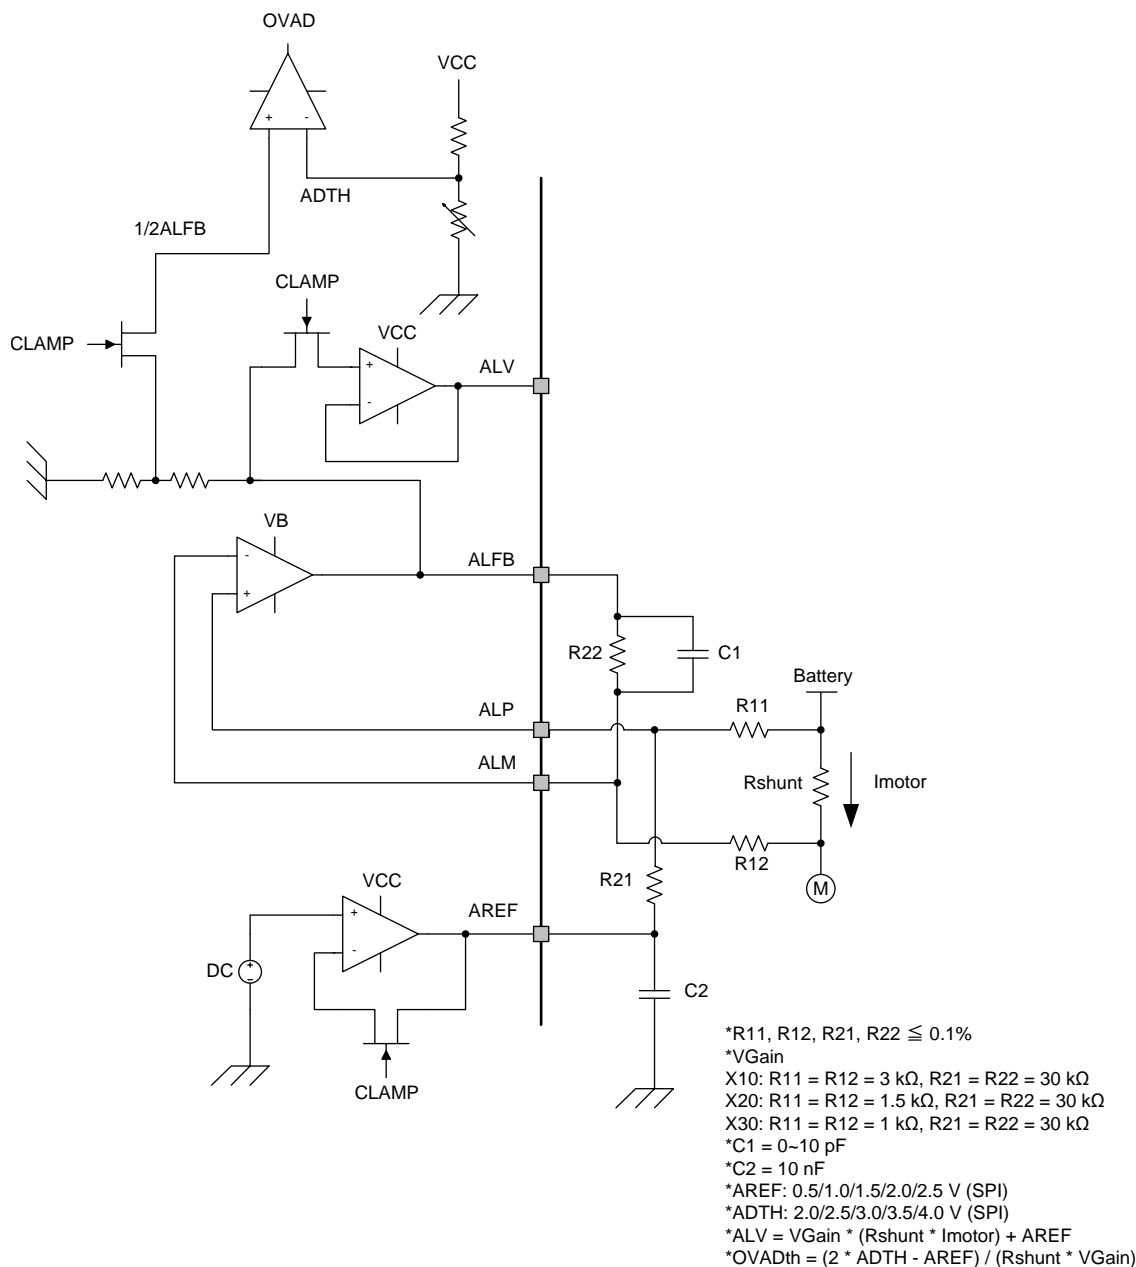 OVAD
VCC
+ -
ADTH
1/2ALFB
CLAMP
CLAMP
VCC
ALV
+
-
VB
ALFB
-
+
R22
C1
Battery
ALP
R11
ALM
Rshunt
Imotor
R12
R21
M
VCC
AREF
+
-
DC
+
-
C2
CLAMP
*R11, R12, R21, R22 ≦ 0.1%
*VGain
X10: R11 = R12 = 3 kΩ, R21 = R22 = 30 kΩ
X20: R11 = R12 = 1.5 kΩ, R21 = R22 = 30 kΩ
X30: R11 = R12 = 1 kΩ, R21 = R22 = 30 kΩ
*C1 = 0~10 pF
*C2 = 10 nF
*AREF: 0.5/1.0/1.5/2.0/2.5 V (SPI)
*ADTH: 2.0/2.5/3.0/3.5/4.0 V (SPI)
*ALV = VGain * (Rshunt * Imotor) + AREF
*OVADth = (2 * ADTH - AREF) / (Rshunt * VGain)